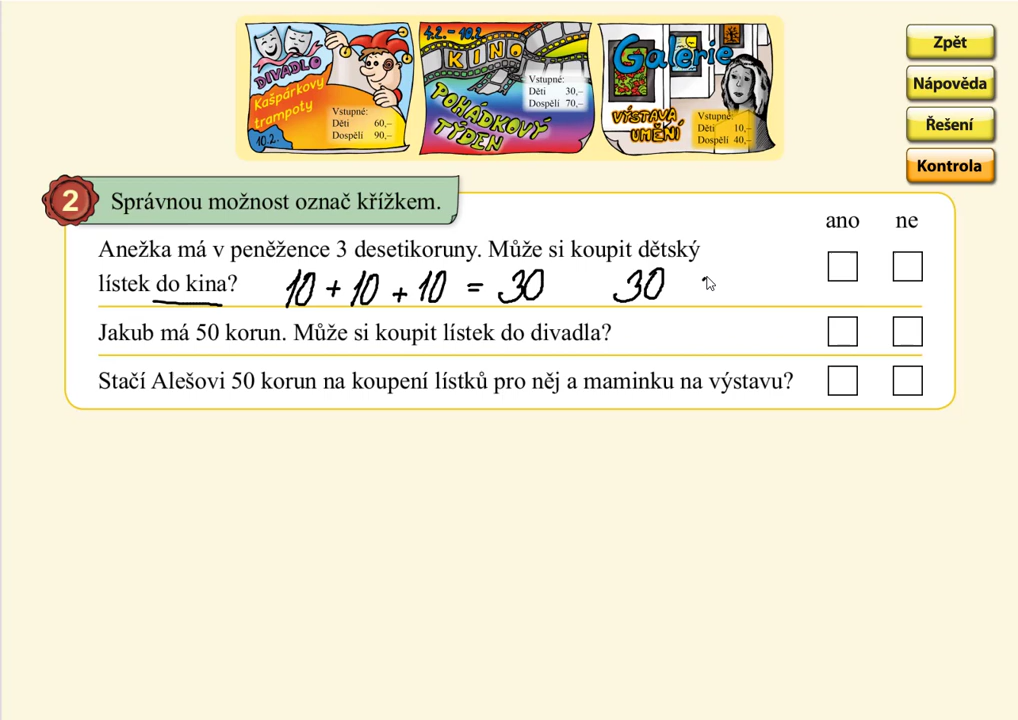 DIVADLO
Kašpárkovy
trampoty
10.2.
Vstupné:
Děti 60,–
Dospělí 90,–
4.2. – 10.2.
KINO
Vstupné:
Děti 30,–
Dospělí 70,–
POHÁDKOVÝ
TÝDEN
Galerie
VÝSTAVA
UMĚNÍ
Vstupné:
Děti 10,–
Dospělí 40,–
Zpět
Nápověda
Řešení
Kontrola
2 Správnou možnost označ křížkem.
ano ne
Anežka má v peněžence 3 desetikoruny. Může si koupit dětský
lístek do kina? 10 + 10 + 10 = 30 30
Jakub má 50 korun. Může si koupit lístek do divadla?
Stačí Alešovi 50 korun na koupení lístků pro něj a maminku na výstavu?